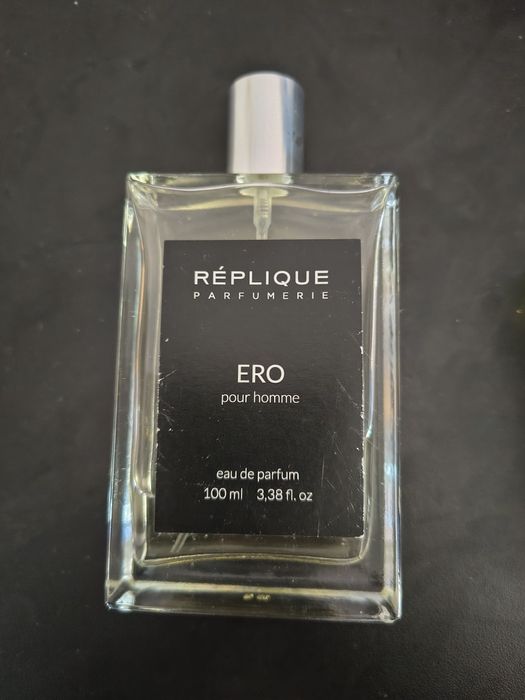 RÉPLIQUE
PARFUMERIE
ERO
pour homme
eau de parfum
100 ml 3,38 fl. oz